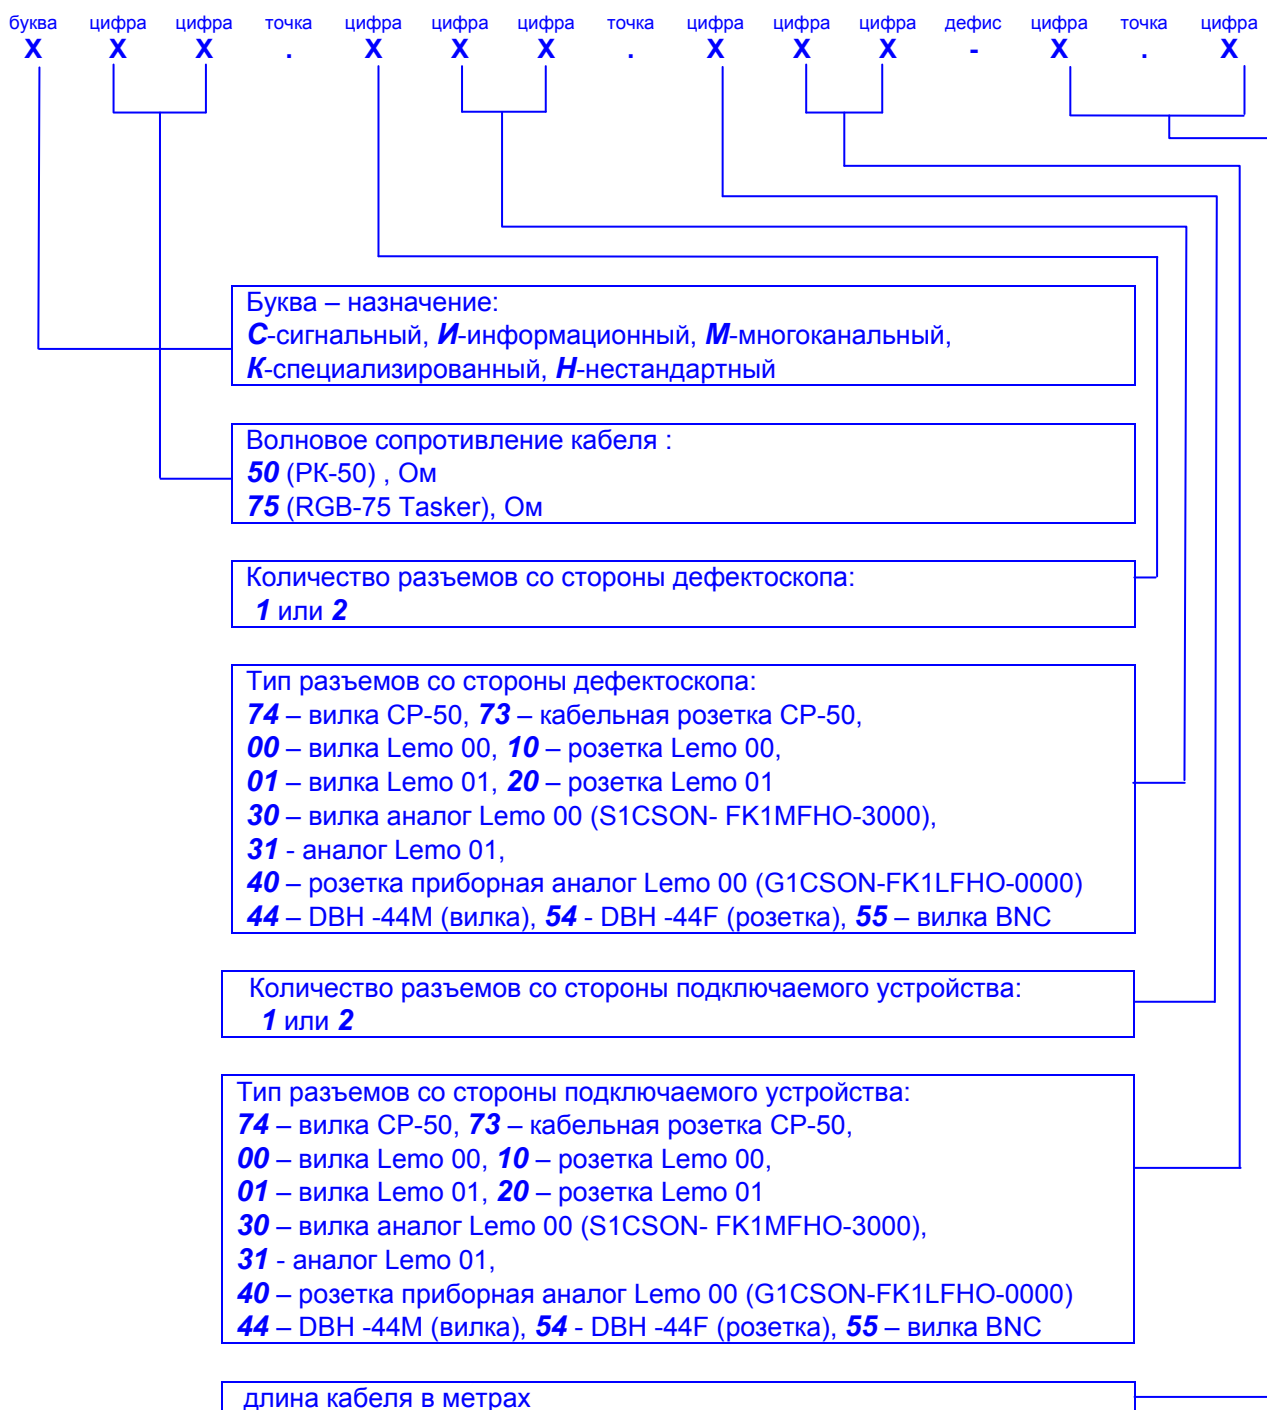 буква цифра цифра точка цифра цифра цифра точка цифра цифра цифра дефис цифра точка цифра
X X X . X X X . X X X - X . X
Буква – назначение:
С-сигнальный, И-информационный, М-многоканальный,
К-специализированный, Н-нестандартный
Волновое сопротивление кабеля :
50 (РК-50) , Ом
75 (RGB-75 Tasker), Ом
Количество разъемов со стороны дефектоскопа:
1 или 2
Тип разъемов со стороны дефектоскопа:
74 – вилка СР-50, 73 – кабельная розетка СР-50,
00 – вилка Lemo 00, 10 – розетка Lemo 00,
01 – вилка Lemo 01, 20 – розетка Lemo 01
30 – вилка аналог Lemo 00 (S1CSON- FK1MFHO-3000),
31 - аналог Lemo 01,
40 – розетка приборная аналог Lemo 00 (G1CSON-FK1LFHO-0000)
44 – DBH -44M (вилка), 54 - DBH -44F (розетка), 55 – вилка BNC
Количество разъемов со стороны подключаемого устройства:
1 или 2
Тип разъемов со стороны подключаемого устройства:
74 – вилка СР-50, 73 – кабельная розетка СР-50,
00 – вилка Lemo 00, 10 – розетка Lemo 00,
01 – вилка Lemo 01, 20 – розетка Lemo 01
30 – вилка аналог Lemo 00 (S1CSON- FK1MFHO-3000),
31 - аналог Lemo 01,
40 – розетка приборная аналог Lemo 00 (G1CSON-FK1LFHO-0000)
44 – DBH -44M (вилка), 54 - DBH -44F (розетка), 55 – вилка BNC
длина кабеля в метрах